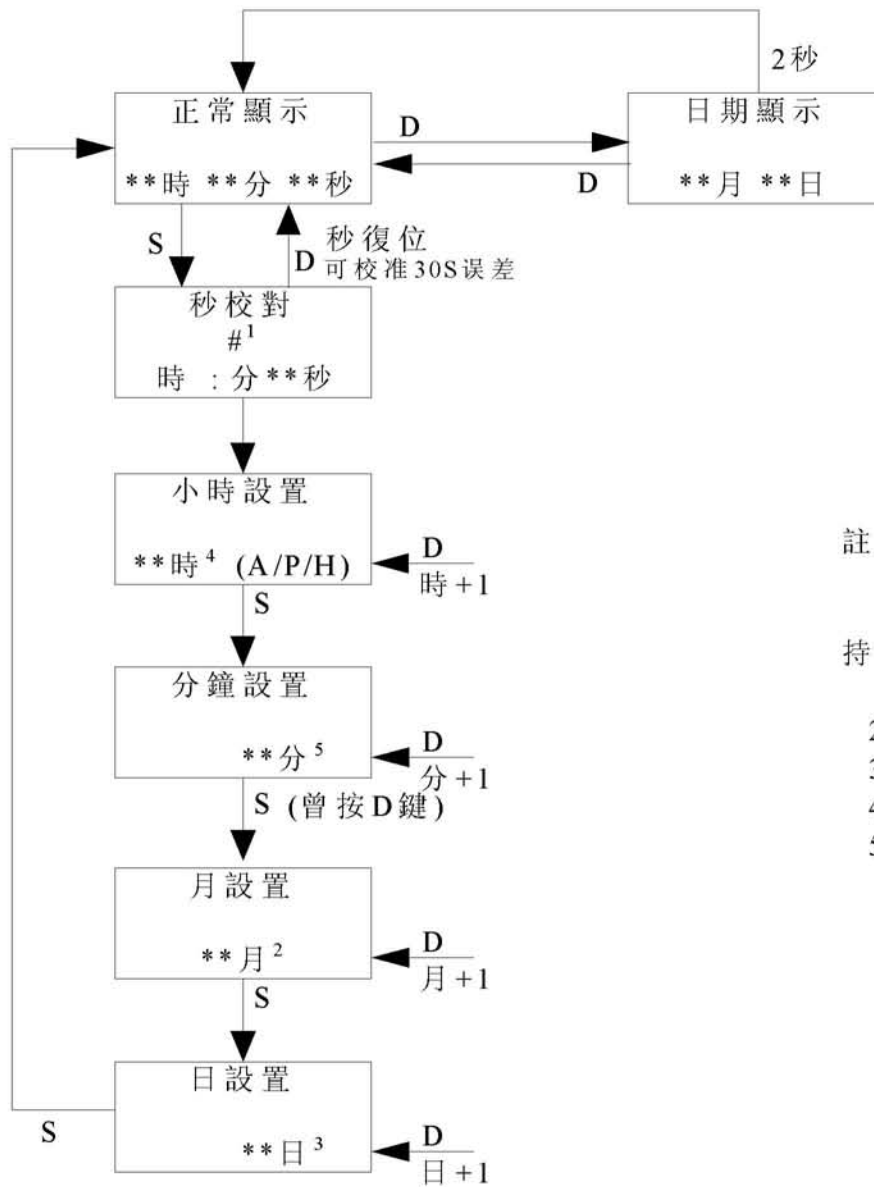 2秒
正常顯示
**時 **分 **秒
D
D
日期顯示
**月 **日
S
D
秒復位
可校准30S误差
秒校對
#1
時 : 分**秒
小時設置
**時4 (A/P/H)
D
時+1
註
S
分鐘設置
**分5
D
分+1
持
2
3
4
5
S (曾按D鍵)
月設置
**月2
D
月+1
S
日設置
**日3
D
日+1
S